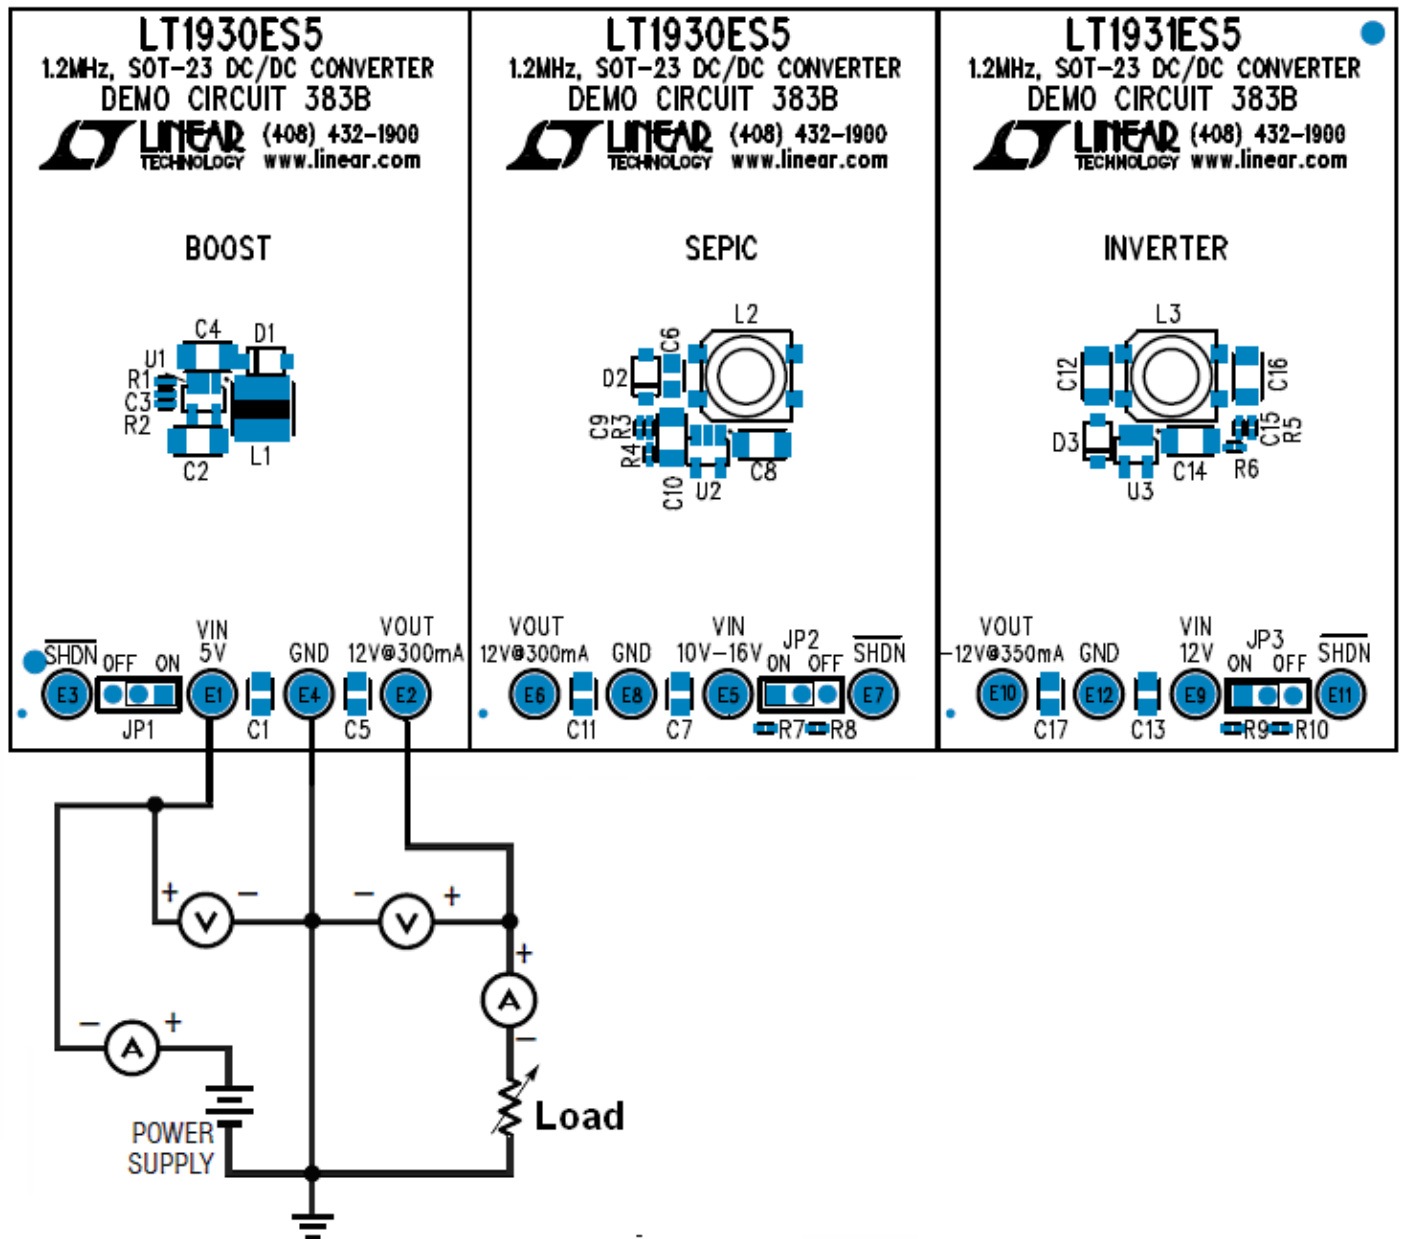 LT1930ES5
1.2MHz, SOT-23 DC/DC CONVERTER
DEMO CIRCUIT 383B
LINEAR TECHNOLOGY
(408) 432-1900
www.linear.com
BOOST
C4
D1
U1
R1
C3
R2
C2
L1
SHDN
OFF ON
VIN
5V
GND
VOUT
12V@300mA
E3
E1
E4
E2
JP1
C1
C5
LT1930ES5
1.2MHz, SOT-23 DC/DC CONVERTER
DEMO CIRCUIT 383B
LINEAR TECHNOLOGY
(408) 432-1900
www.linear.com
SEPIC
L2
C6
D2
C9
R3
R4
C10
U2
C8
VOUT
12V@300mA
GND
VIN
10V-16V
JP2
ON OFF
SHDN
E6
E8
E5
E7
C11
C7
R7
R8
LT1931ES5
1.2MHz, SOT-23 DC/DC CONVERTER
DEMO CIRCUIT 383B
LINEAR TECHNOLOGY
(408) 432-1900
www.linear.com
INVERTER
L3
C12
C16
D3
U3
C14
C15
R5
R6
VOUT
-12V@350mA
GND
VIN
12V
JP3
ON OFF
SHDN
E10
E12
E9
E11
C17
C13
R9
R10
+ V −
− V +
− A +
+
A
−
POWER
SUPPLY
Load
-